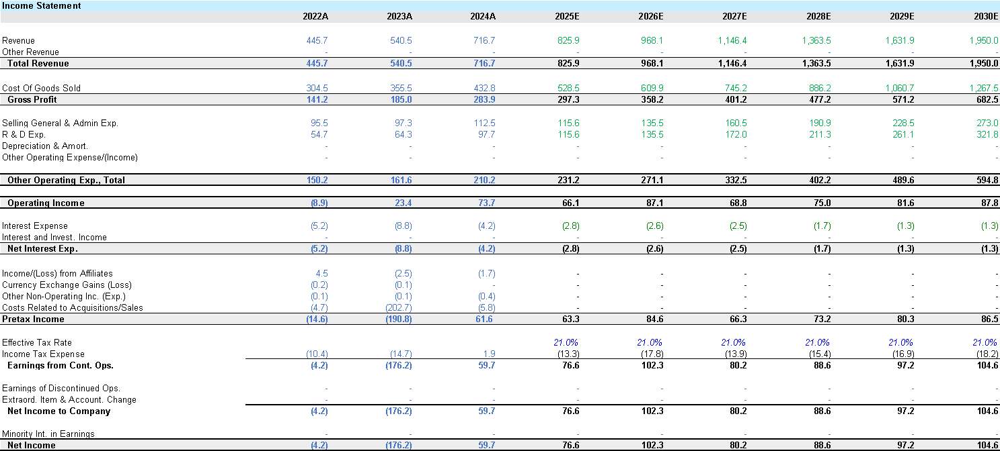 Income Statement
2022A 2023A 2024A 2025E 2026E 2027E 2028E 2029E 2030E
Revenue 445.7 540.5 716.7 825.9 968.1 1,146.4 1,363.5 1,631.9 1,950.0
Other Revenue - - - - - - - - -
Total Revenue 445.7 540.5 716.7 825.9 968.1 1,146.4 1,363.5 1,631.9 1,950.0
Cost Of Goods Sold 304.5 355.5 432.8 528.5 609.9 745.2 886.2 1,060.7 1,267.5
Gross Profit 141.2 185.0 283.9 297.3 358.2 401.2 477.2 571.2 682.5
Selling General & Admin Exp. 95.5 97.3 112.5 115.6 135.5 160.5 190.9 228.5 273.0
R & D Exp. 54.7 64.3 97.7 115.6 135.5 172.0 211.3 261.1 321.8
Depreciation & Amort. - - - - - - - - -
Other Operating Expense/(Income) - - - - - - - - -
Other Operating Exp., Total 150.2 161.6 210.2 231.2 271.1 332.5 402.2 489.6 594.8
Operating Income (8.9) 23.4 73.7 66.1 87.1 68.8 75.0 81.6 87.8
Interest Expense (5.2) (8.8) (4.2) (2.8) (2.6) (2.5) (1.7) (1.3) (1.3)
Interest and Invest. Income - - - - - - - - -
Net Interest Exp. (5.2) (8.8) (4.2) (2.8) (2.6) (2.5) (1.7) (1.3) (1.3)
Income/(Loss) from Affiliates 4.5 (2.5) (1.7) - - - - - -
Currency Exchange Gains (Loss) (0.2) (0.1) - - - - - - -
Other Non-Operating Inc. (Exp.) (0.1) (0.1) (0.4) - - - - - -
Costs Related to Acquisitions/Sales (4.7) (202.7) (5.8) - - - - - -
Pretax Income (14.6) (190.8) 61.6 63.3 84.6 66.3 73.2 80.3 86.5
Effective Tax Rate 21.0% 21.0% 21.0% 21.0% 21.0% 21.0%
Income Tax Expense (10.4) (14.7) 1.9 (13.3) (17.8) (13.9) (15.4) (16.9) (18.2)
Earnings from Cont. Ops. (4.2) (176.2) 59.7 76.6 102.3 80.2 88.6 97.2 104.6
Earnings of Discontinued Ops. - - - - - - - - -
Extraord. Item & Account. Change - - - - - - - - -
Net Income to Company (4.2) (176.2) 59.7 76.6 102.3 80.2 88.6 97.2 104.6
Minority Int. in Earnings - - - - - - - - -
Net Income (4.2) (176.2) 59.7 76.6 102.3 80.2 88.6 97.2 104.6